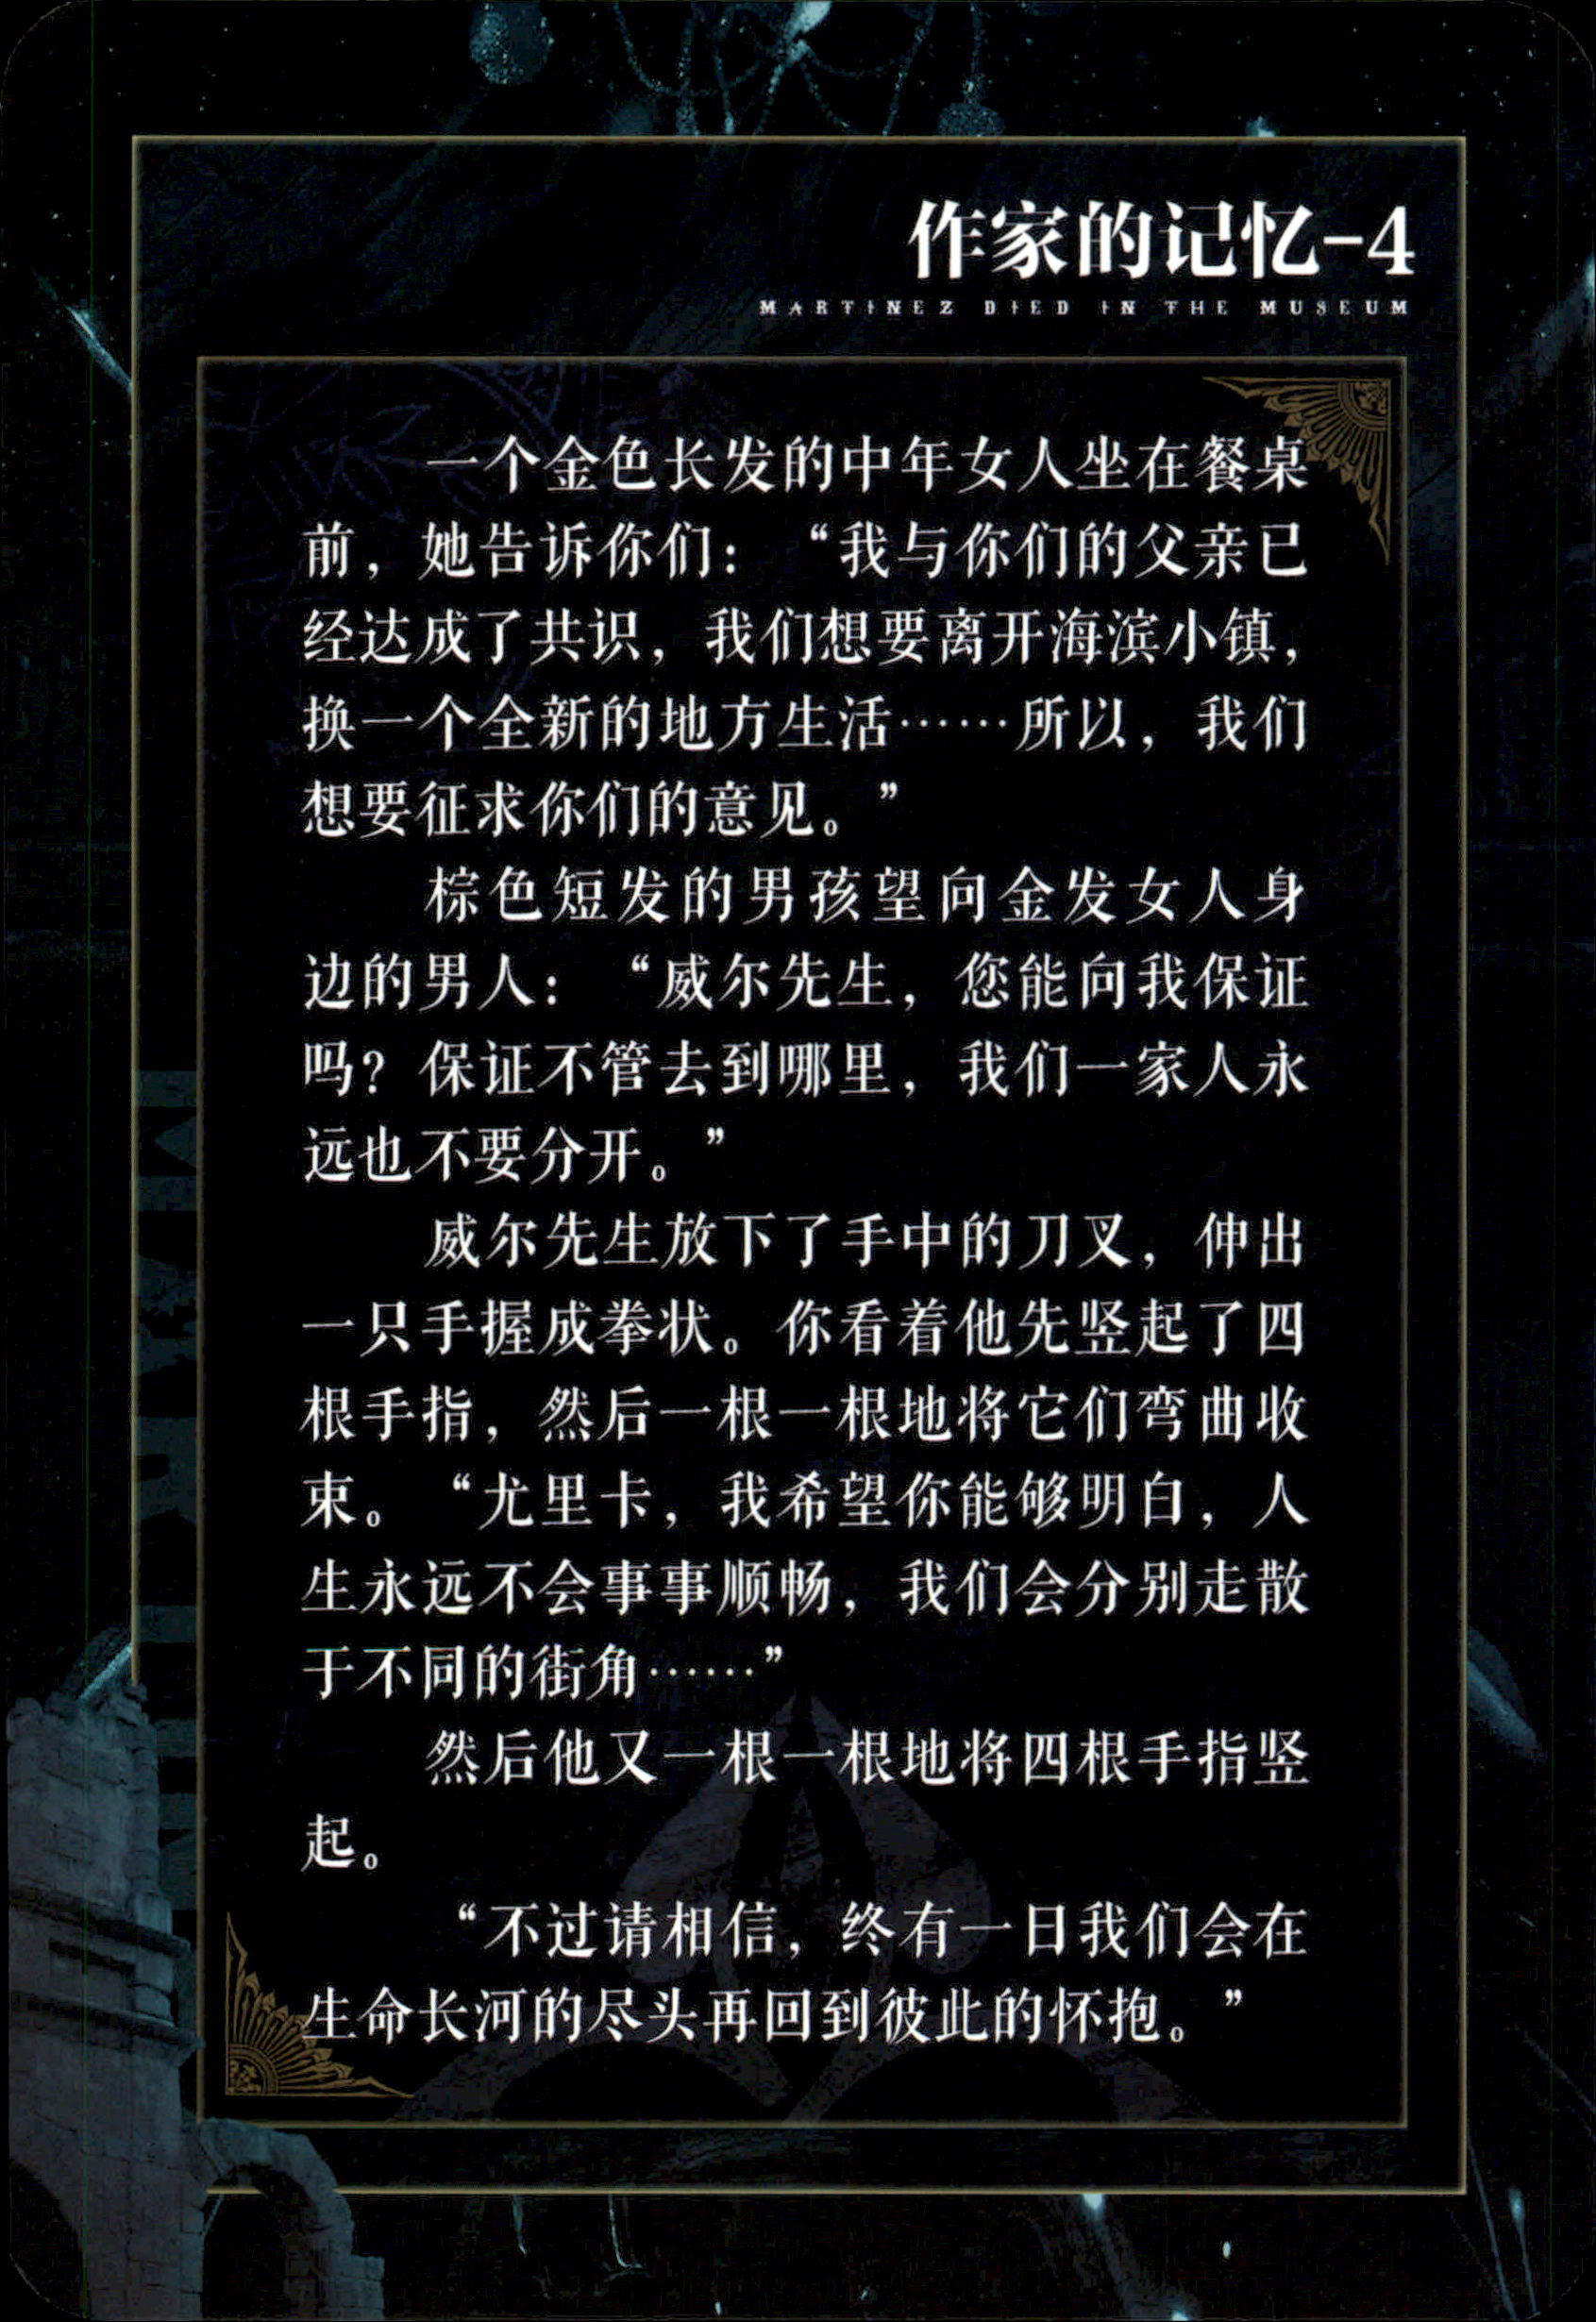 作家的记忆-4
MARTINEZ DIED IN THE MUSEUM
一个金色长发的中年女人坐在餐桌
前，她告诉你们：“我与你们的父亲已
经达成了共识，我们想要离开海滨小镇，
换一个全新的地方生活……所以，我们
想要征求你们的意见。”
棕色短发的男孩望向金发女人身
边的男人：“威尔先生，您能向我保证
吗？保证不管去到哪里，我们一家人永
远也不要分开。”
威尔先生放下了手中的刀叉，伸出
一只手握成拳状。你看着他先竖起了四
根手指，然后一根一根地将它们弯曲收
束。“尤里卡，我希望你能够明白，人
生永远不会事事顺畅，我们会分别走散
于不同的街角……”
然后他又一根一根地将四根手指竖
起。
“不过请相信，终有一日我们会在
生命长河的尽头再回到彼此的怀抱。”